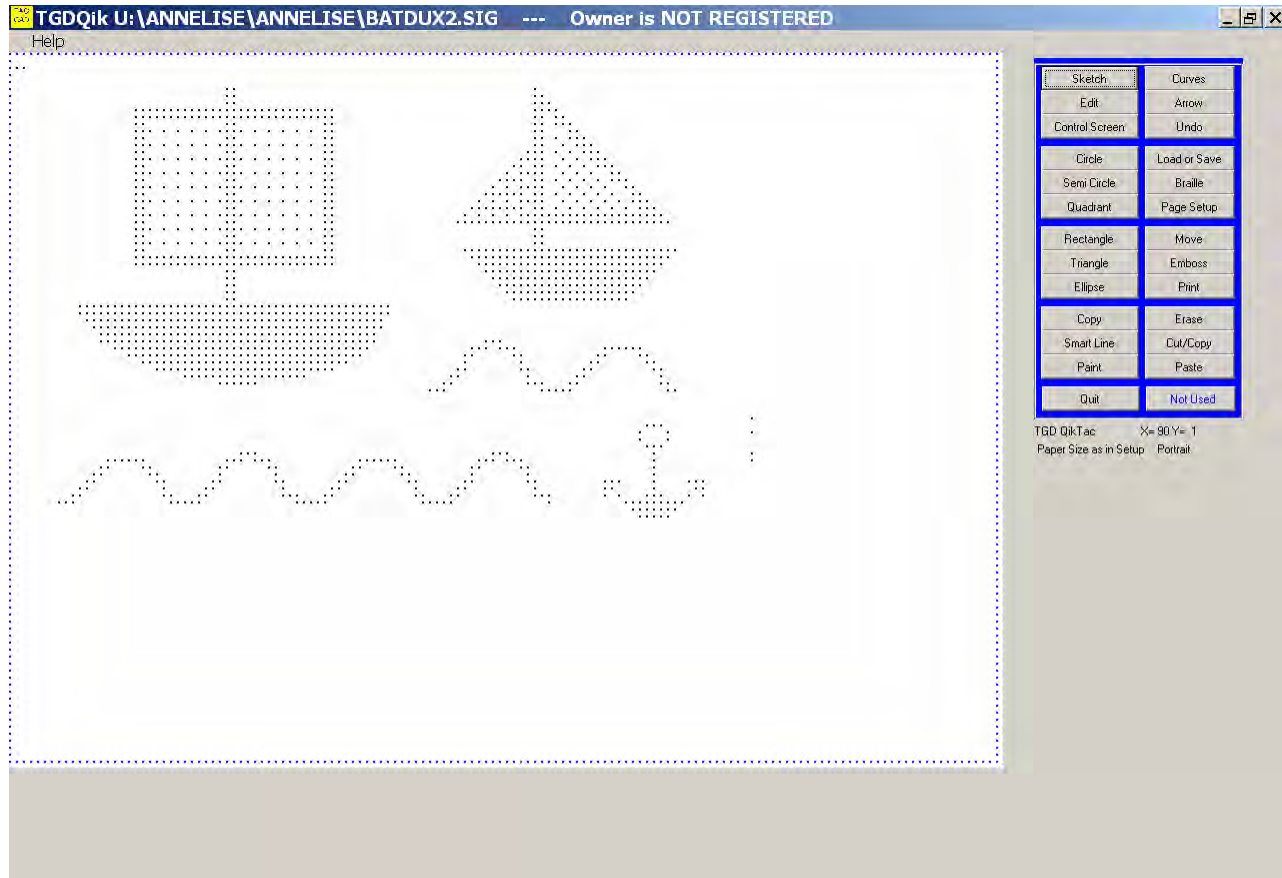 TGDQik U:\ANNELISE\ANNELISE\BATDUX2.SIG --- Owner is NOT REGISTERED
Help
Sketch Curves
Edit Arrow
Control Screen Undo
Circle Load or Save
Semi Circle Braille
Quadrant Page Setup
Rectangle Move
Triangle Emboss
Ellipse Print
Copy Erase
Smart Line Cut/Copy
Paint Paste
Quit Not Used
TGD QikTac X= 90 Y= 1
Paper Size as in Setup Portrait